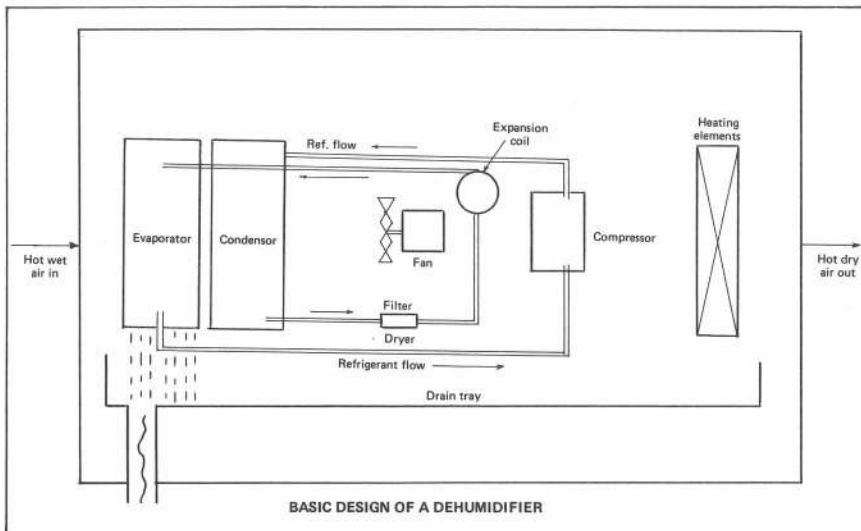 Expansion
coil
Heating
elements
Ref. flow
Evaporator
Condensor
Compressor
Fan
Hot wet
air in
Hot dry
air out
Filter
Dryer
Refrigerant flow
Drain tray
BASIC DESIGN OF A DEHUMIDIFIER